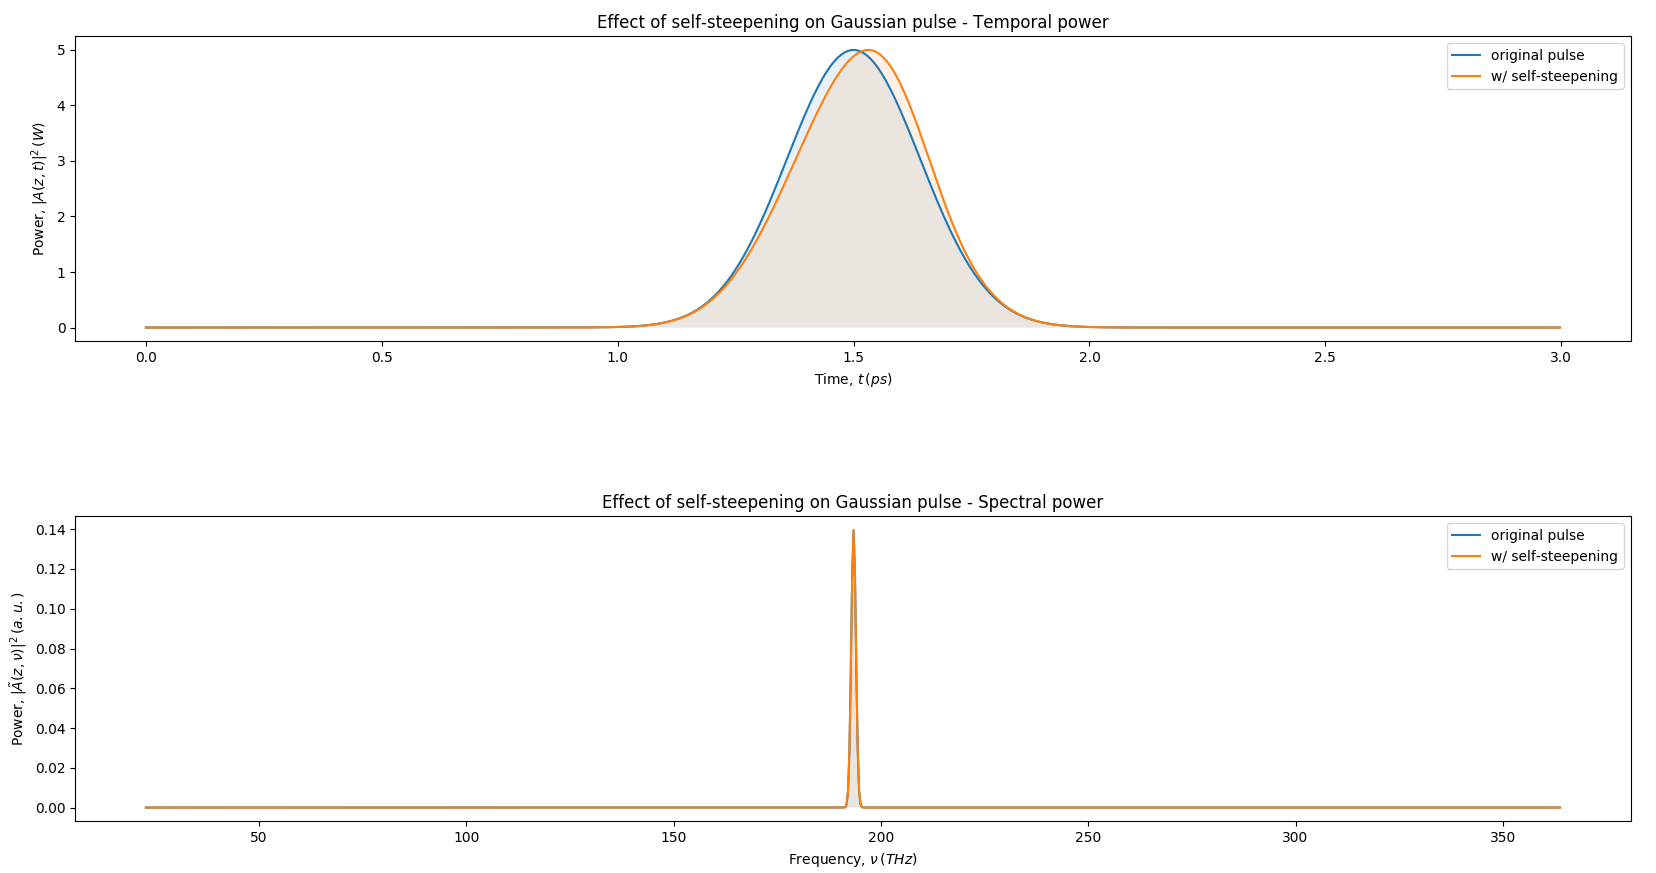 Effect of self-steepening on Gaussian pulse - Temporal power
Power, |A(z, t)|² (W)
5
4
3
2
1
0
original pulse
w/ self-steepening
0.0 0.5 1.0 1.5 2.0 2.5 3.0
Time, t (ps)
Effect of self-steepening on Gaussian pulse - Spectral power
Power, |Ã(z, ν)|² (a. u.)
0.14
0.12
0.10
0.08
0.06
0.04
0.02
0.00
original pulse
w/ self-steepening
50 100 150 200 250 300 350
Frequency, ν (THz)